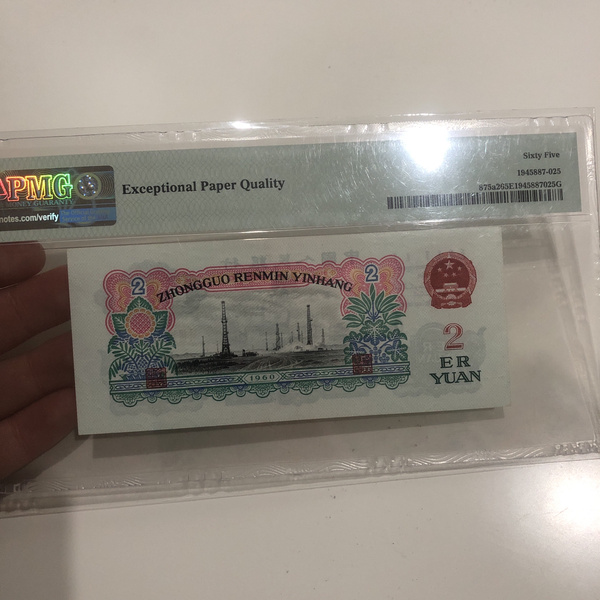 PMG
Exceptional Paper Quality
Sixty Five
1945887-025
875a265E1945887025G
notes.com/verify
2
2
ZHONGGUO RENMIN YINHANG
1960
2
ER
YUAN